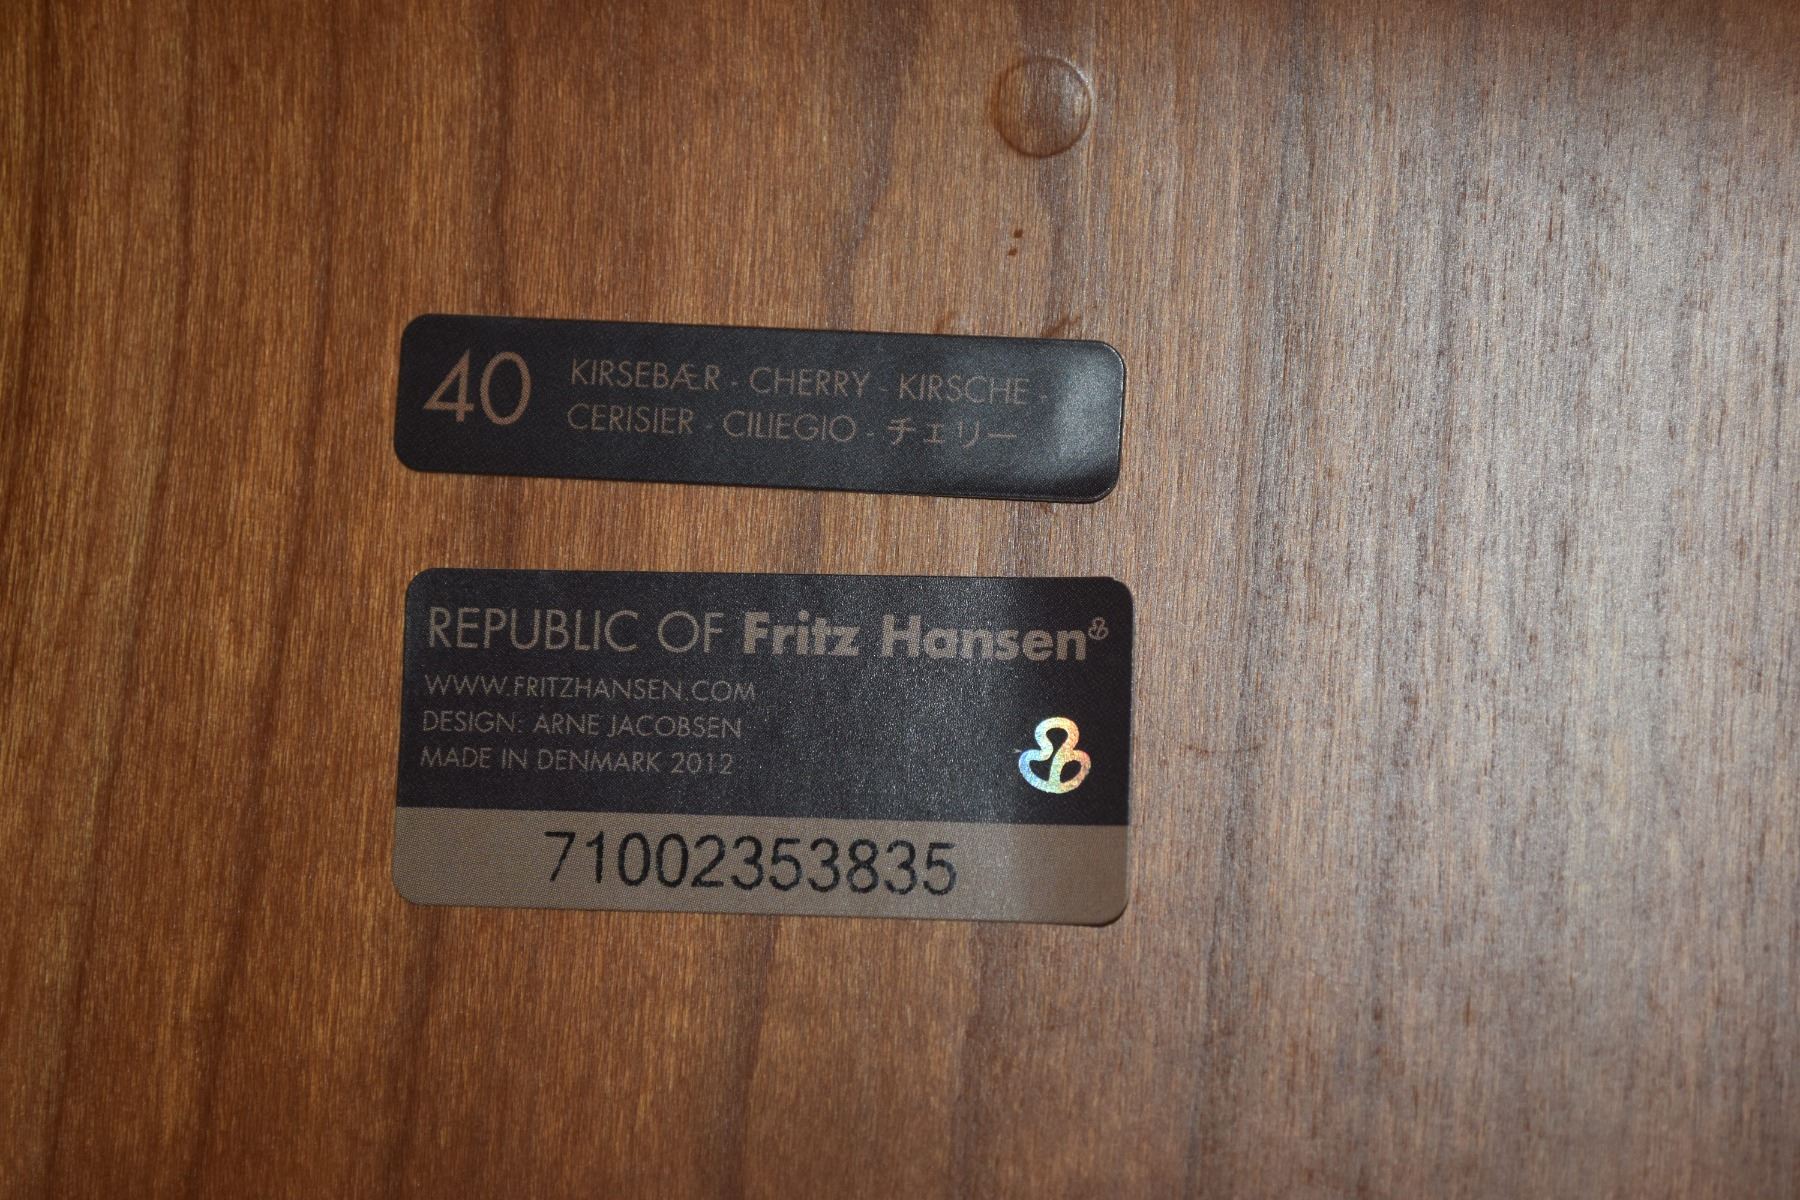 40 KIRSEBÆR - CHERRY - KIRSCHE -
CERISIER - CILIEGIO - チェリー
REPUBLIC OF Fritz Hansen
WWW.FRITZHANSEN.COM
DESIGN: ARNE JACOBSEN
MADE IN DENMARK 2012
71002353835